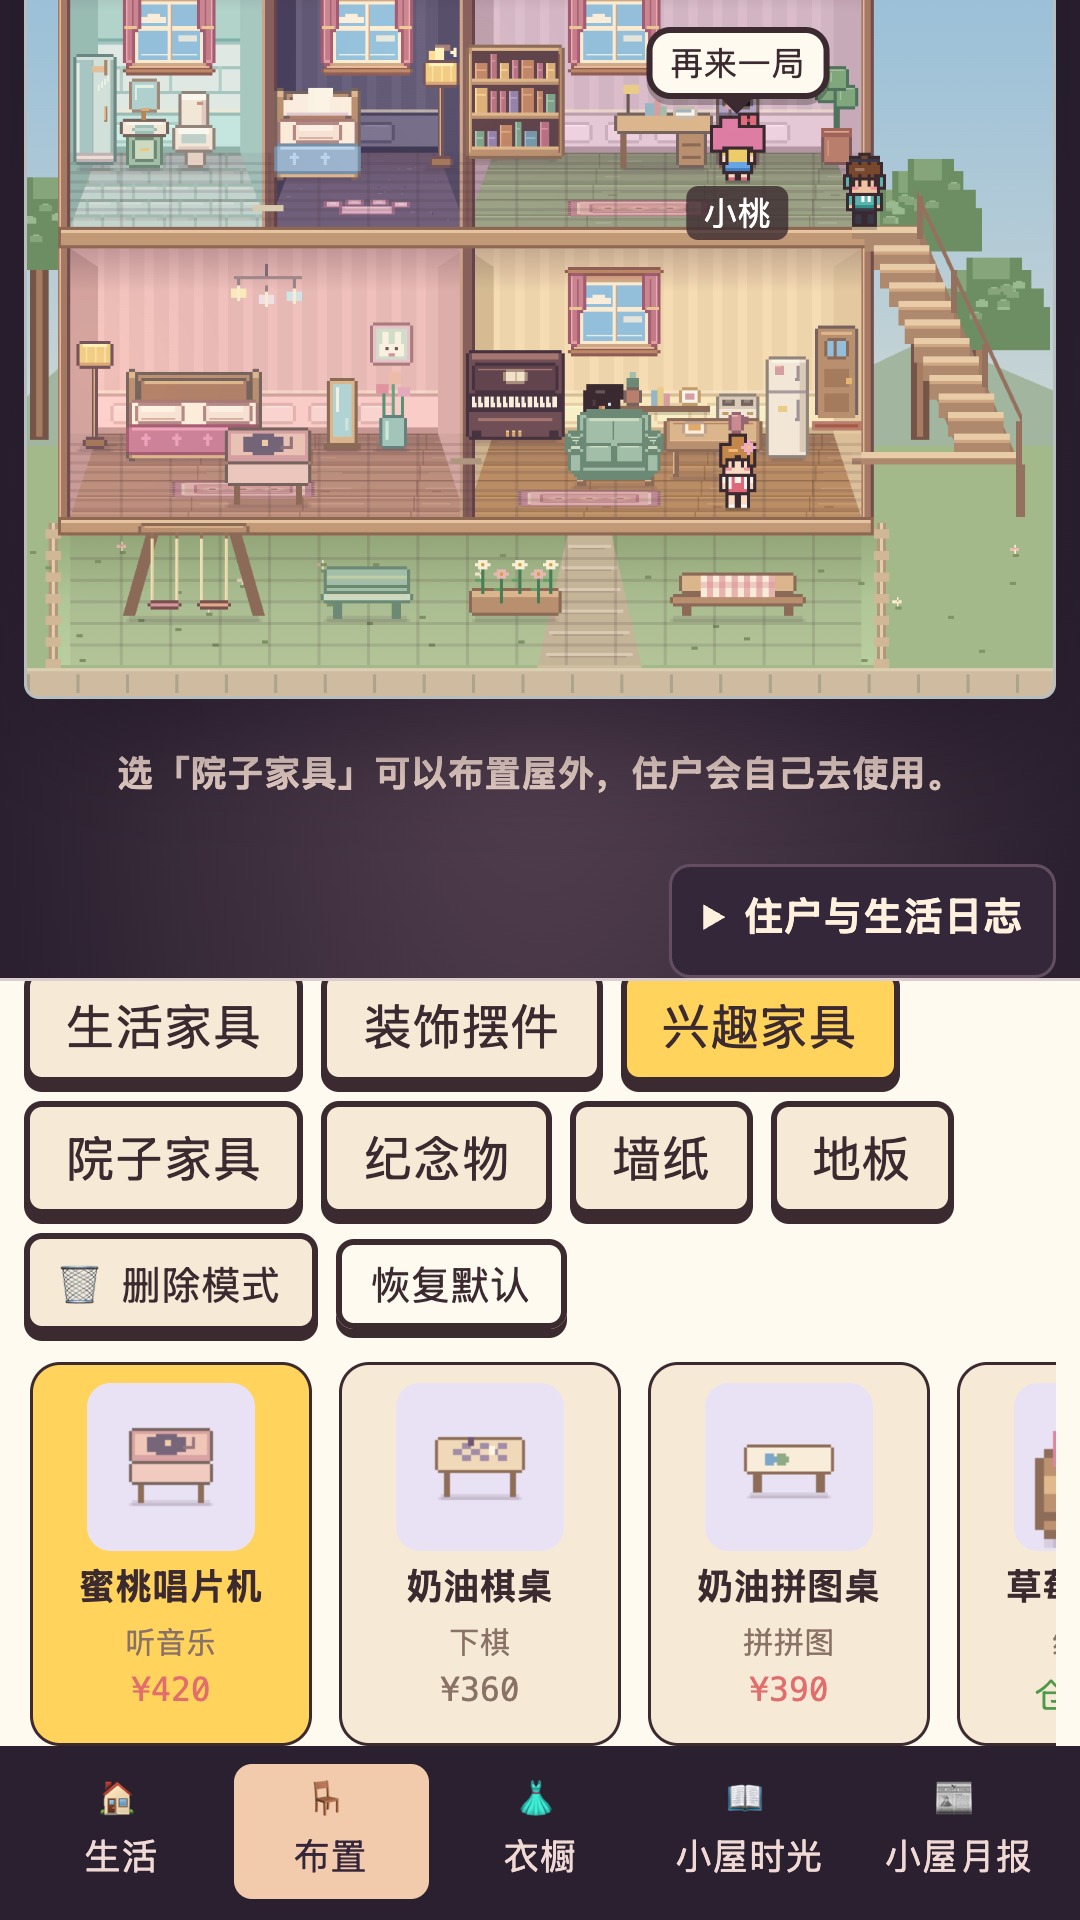 再来一局
小桃
选「院子家具」可以布置屋外，住户会自己去使用。
▶ 住户与生活日志
生活家具
装饰摆件
兴趣家具
院子家具
纪念物
墙纸
地板
删除模式
恢复默认
蜜桃唱片机
听音乐
¥420
奶油棋桌
下棋
¥360
奶油拼图桌
拼拼图
¥390
生活
布置
衣橱
小屋时光
小屋月报